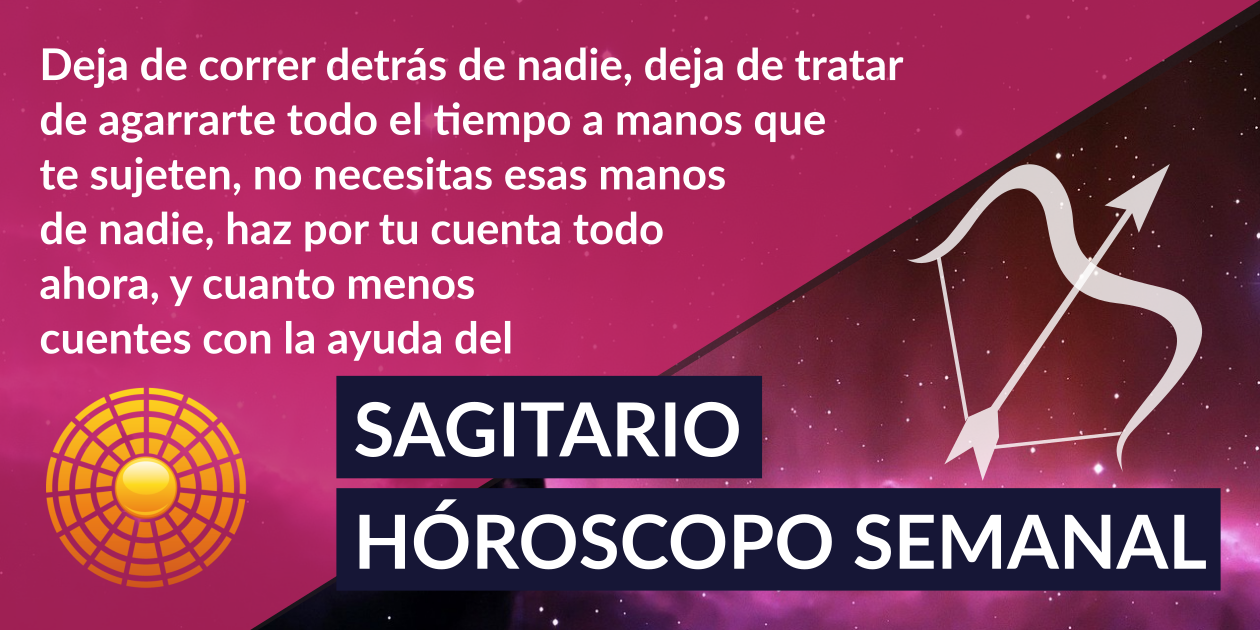 Deja de correr detrás de nadie, deja de tratar
de agarrarte todo el tiempo a manos que
te sujeten, no necesitas esas manos
de nadie, haz por tu cuenta todo
ahora, y cuanto menos
cuentes con la ayuda del
SAGITARIO
HÓROSCOPO SEMANAL